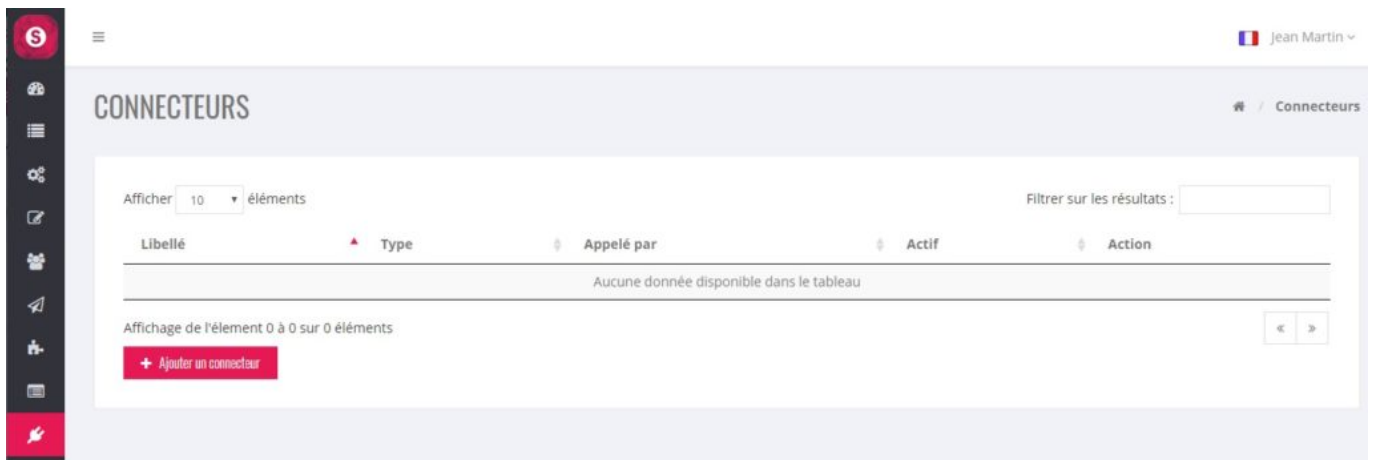 S
Jean Martin
CONNECTEURS
/ Connecteurs
Afficher 10 éléments
Filtrer sur les résultats :
Libellé Type Appelé par Actif Action
Aucune donnée disponible dans le tableau
Affichage de l'élement 0 à 0 sur 0 éléments
« »
+ Ajouter un connecteur